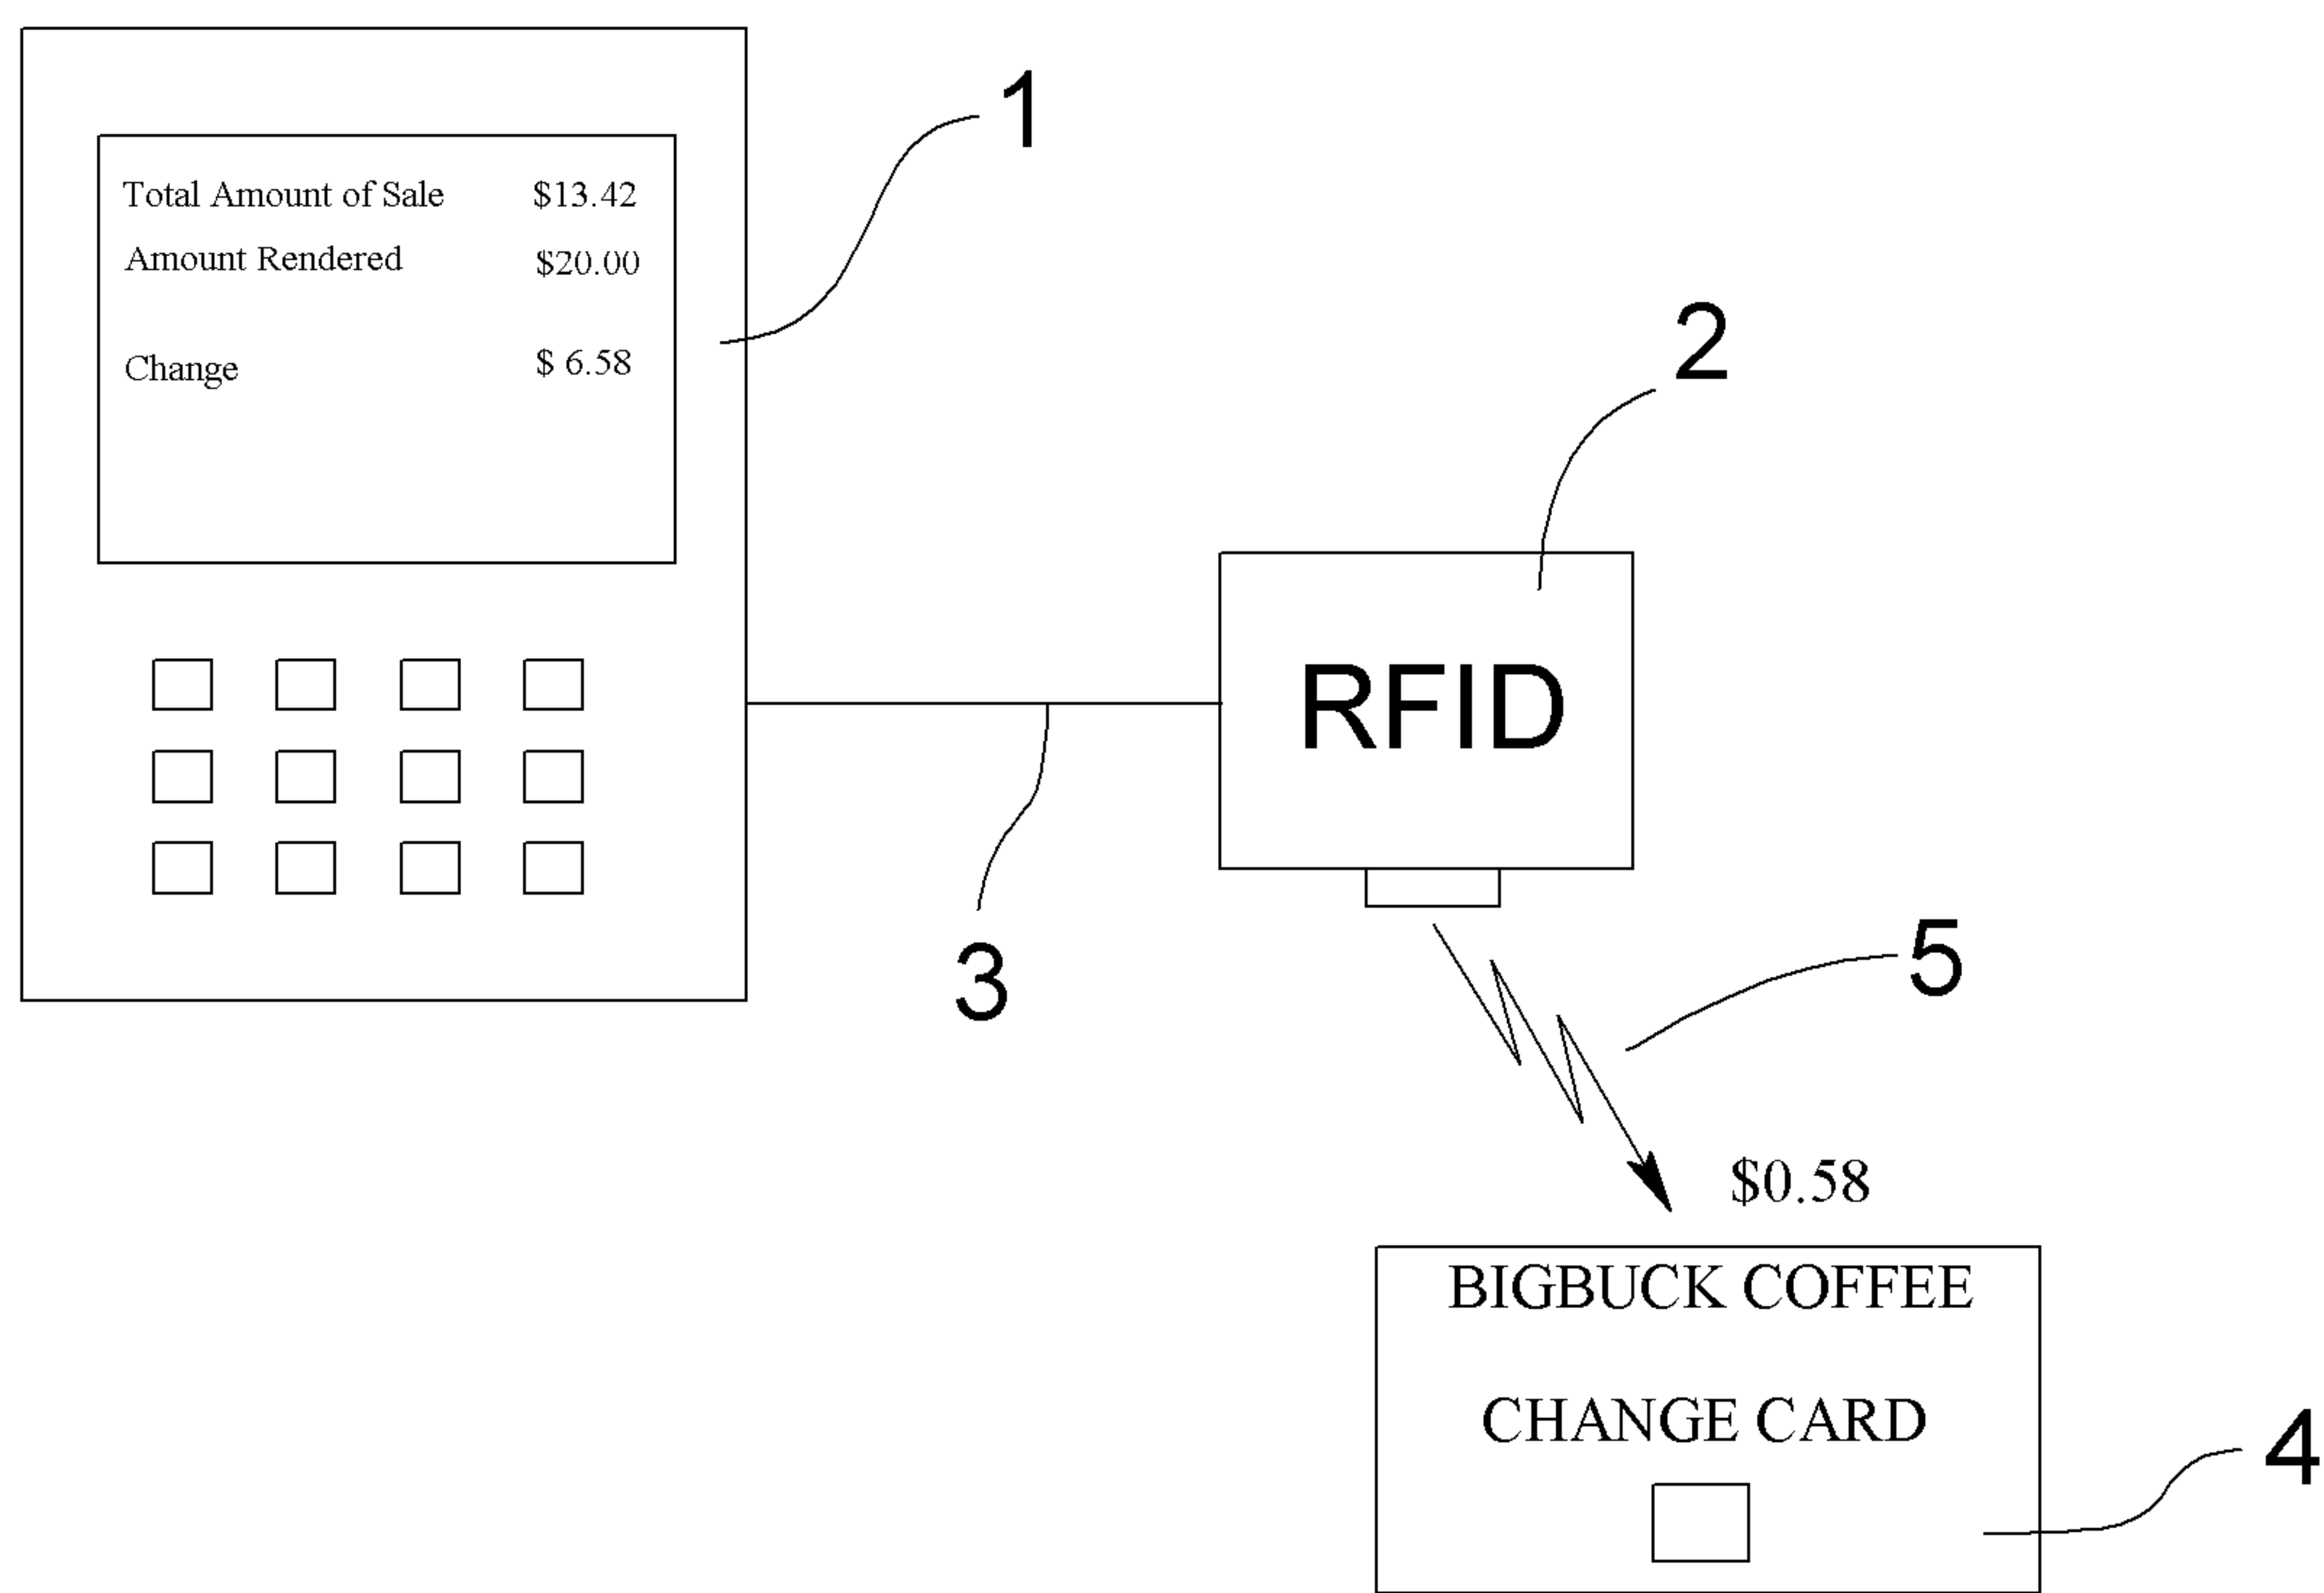 1
Total Amount of Sale $13.42
Amount Rendered $20.00
Change $ 6.58
2
RFID
3
5
$0.58
BIGBUCK COFFEE
CHANGE CARD
4